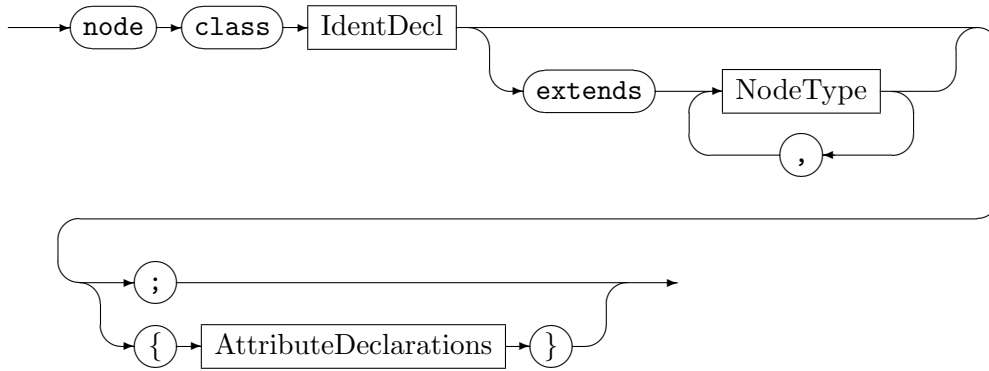 node class IdentDecl
extends NodeType
,
;
{ AttributeDeclarations }